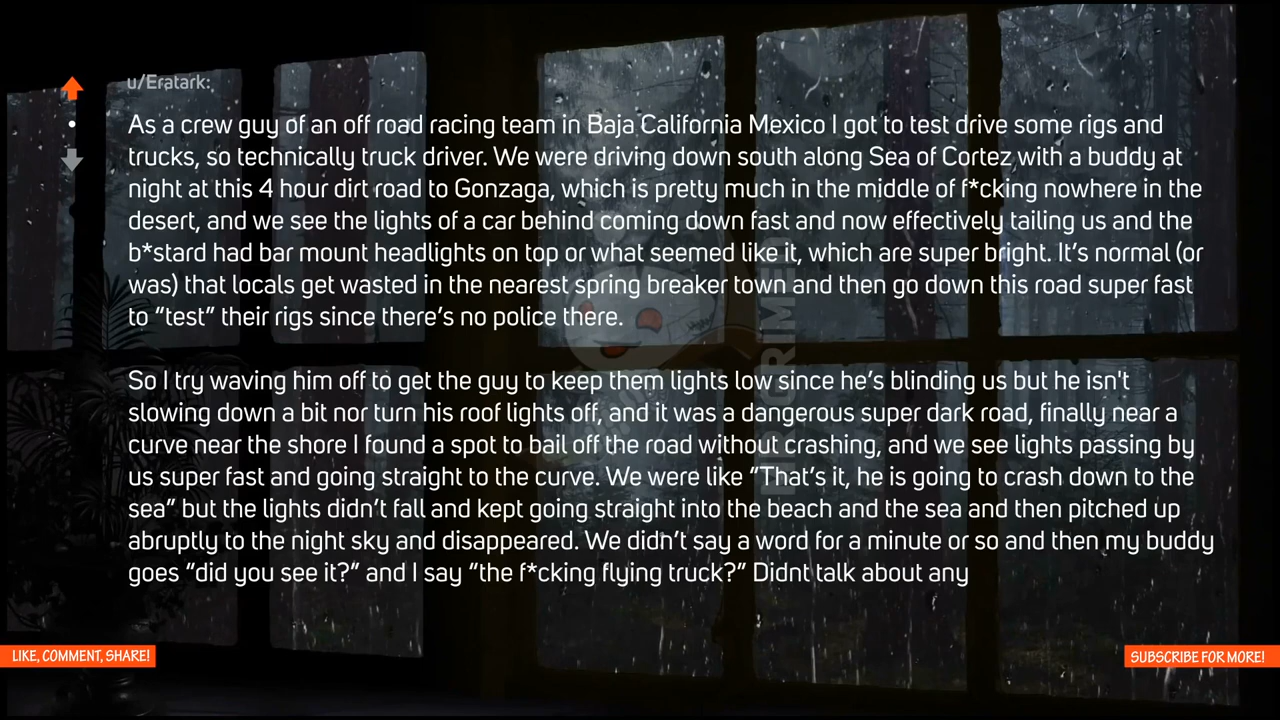 u/Eratark:
As a crew guy of an off road racing team in Baja California Mexico I got to test drive some rigs and
trucks, so technically truck driver. We were driving down south along Sea of Cortez with a buddy at
night at this 4 hour dirt road to Gonzaga, which is pretty much in the middle of f*cking nowhere in the
desert, and we see the lights of a car behind coming down fast and now effectively tailing us and the
b*stard had bar mount headlights on top or what seemed like it, which are super bright. It's normal (or
was) that locals get wasted in the nearest spring breaker town and then go down this road super fast
to “test” their rigs since there's no police there.
So I try waving him off to get the guy to keep them lights low since he's blinding us but he isn't
slowing down a bit nor turn his roof lights off, and it was a dangerous super dark road, finally near a
curve near the shore I found a spot to bail off the road without crashing, and we see lights passing by
us super fast and going straight to the curve. We were like “That's it, he is going to crash down to the
sea” but the lights didn't fall and kept going straight into the beach and the sea and then pitched up
abruptly to the night sky and disappeared. We didn't say a word for a minute or so and then my buddy
goes “did you see it?“ and I say “the f*cking flying truck?” Didnt talk about any
LIKE, COMMENT, SHARE!
SUBSCRIBE FOR MORE!